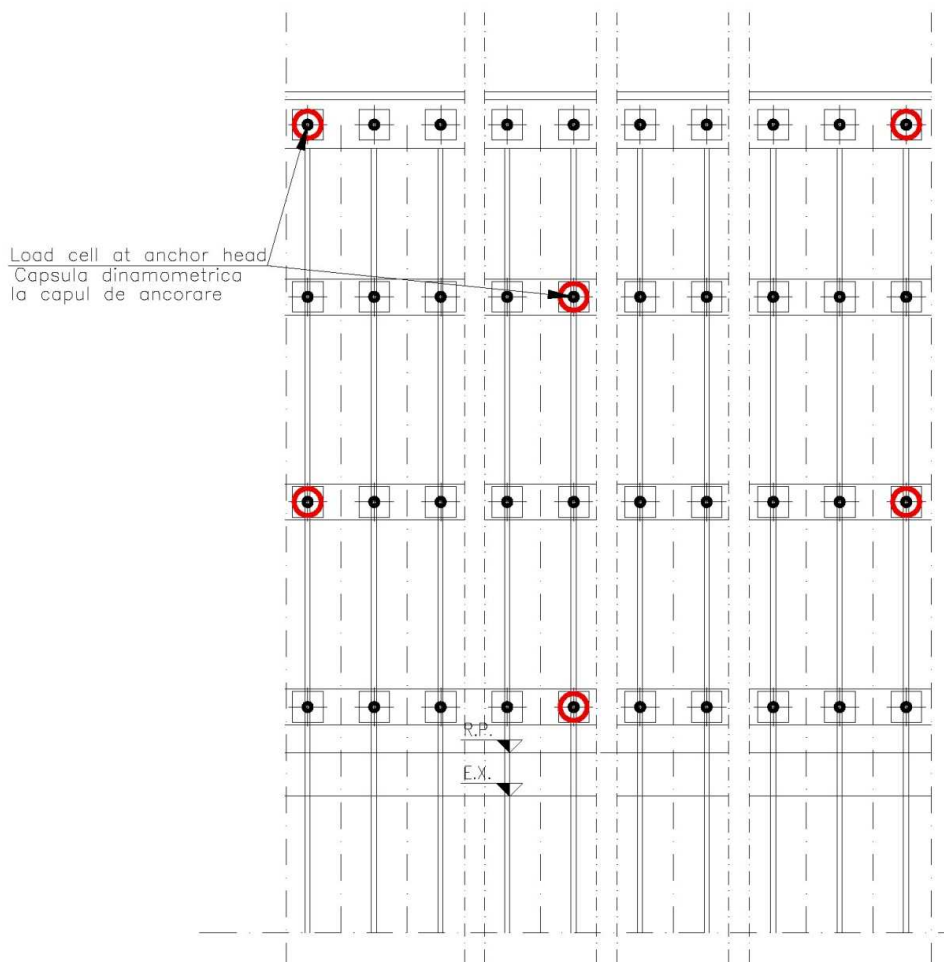 Load cell at anchor head
Capsula dinamometrica
la capul de ancorare
R.P.
E.X.